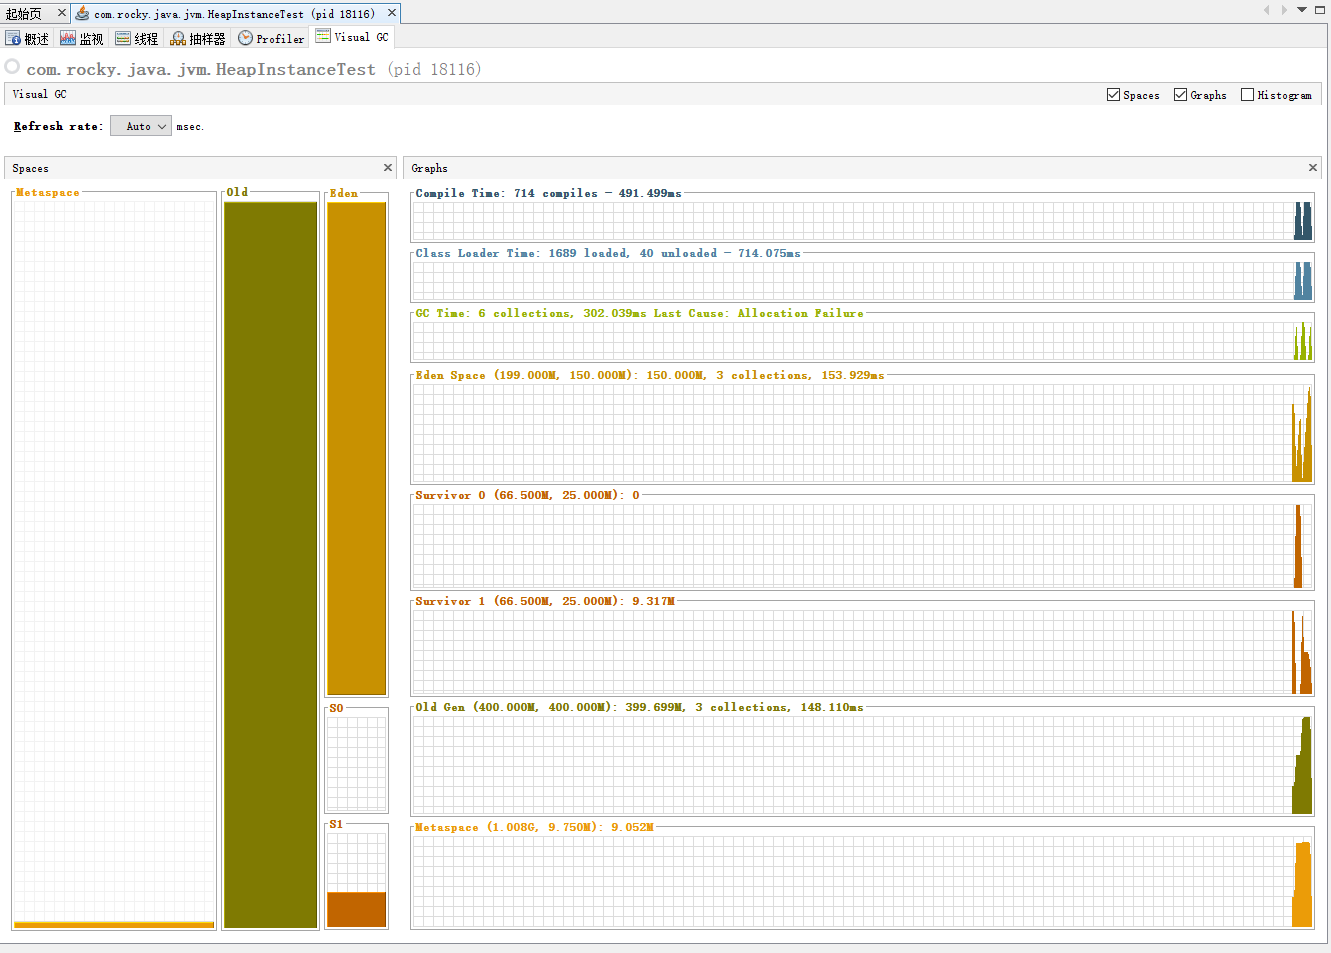 起始页
com.rocky.java.jvm.HeapInstanceTest (pid 18116)
概述 监视 线程 抽样器 Profiler Visual GC
com.rocky.java.jvm.HeapInstanceTest (pid 18116)
Visual GC
Spaces Graphs Histogram
Refresh rate: Auto msec.
Spaces
Metaspace
Old
Eden
S0
S1
Graphs
Compile Time: 714 compiles - 491.499ms
Class Loader Time: 1689 loaded, 40 unloaded - 714.075ms
GC Time: 6 collections, 302.039ms Last Cause: Allocation Failure
Eden Space (199.000M, 150.000M): 150.000M, 3 collections, 153.929ms
Survivor 0 (66.500M, 25.000M): 0
Survivor 1 (66.500M, 25.000M): 9.317M
Old Gen (400.000M, 400.000M): 399.699M, 3 collections, 148.110ms
Metaspace (1.008G, 9.750M): 9.052M